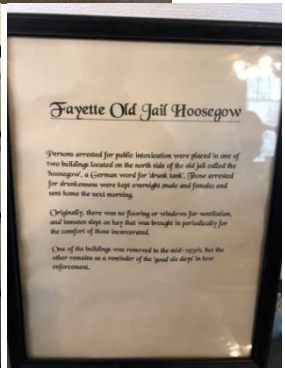 Fayette Old Jail Hoosegow
Persons arrested for public intoxication were placed in one of
two buildings located on the north side of the old jail called the
'hoosegow', a German word for 'drunk tank'. Those arrested
for drunkenness were kept overnight (male and female) and
sent home the next morning.
Originally, there was no flooring or windows for ventilation,
and inmates slept on hay that was brought in periodically for
the comfort of those incarcerated.
One of the buildings was removed in the mid-1970's, but the
other remains as a reminder of the 'good ole days' in law
enforcement.